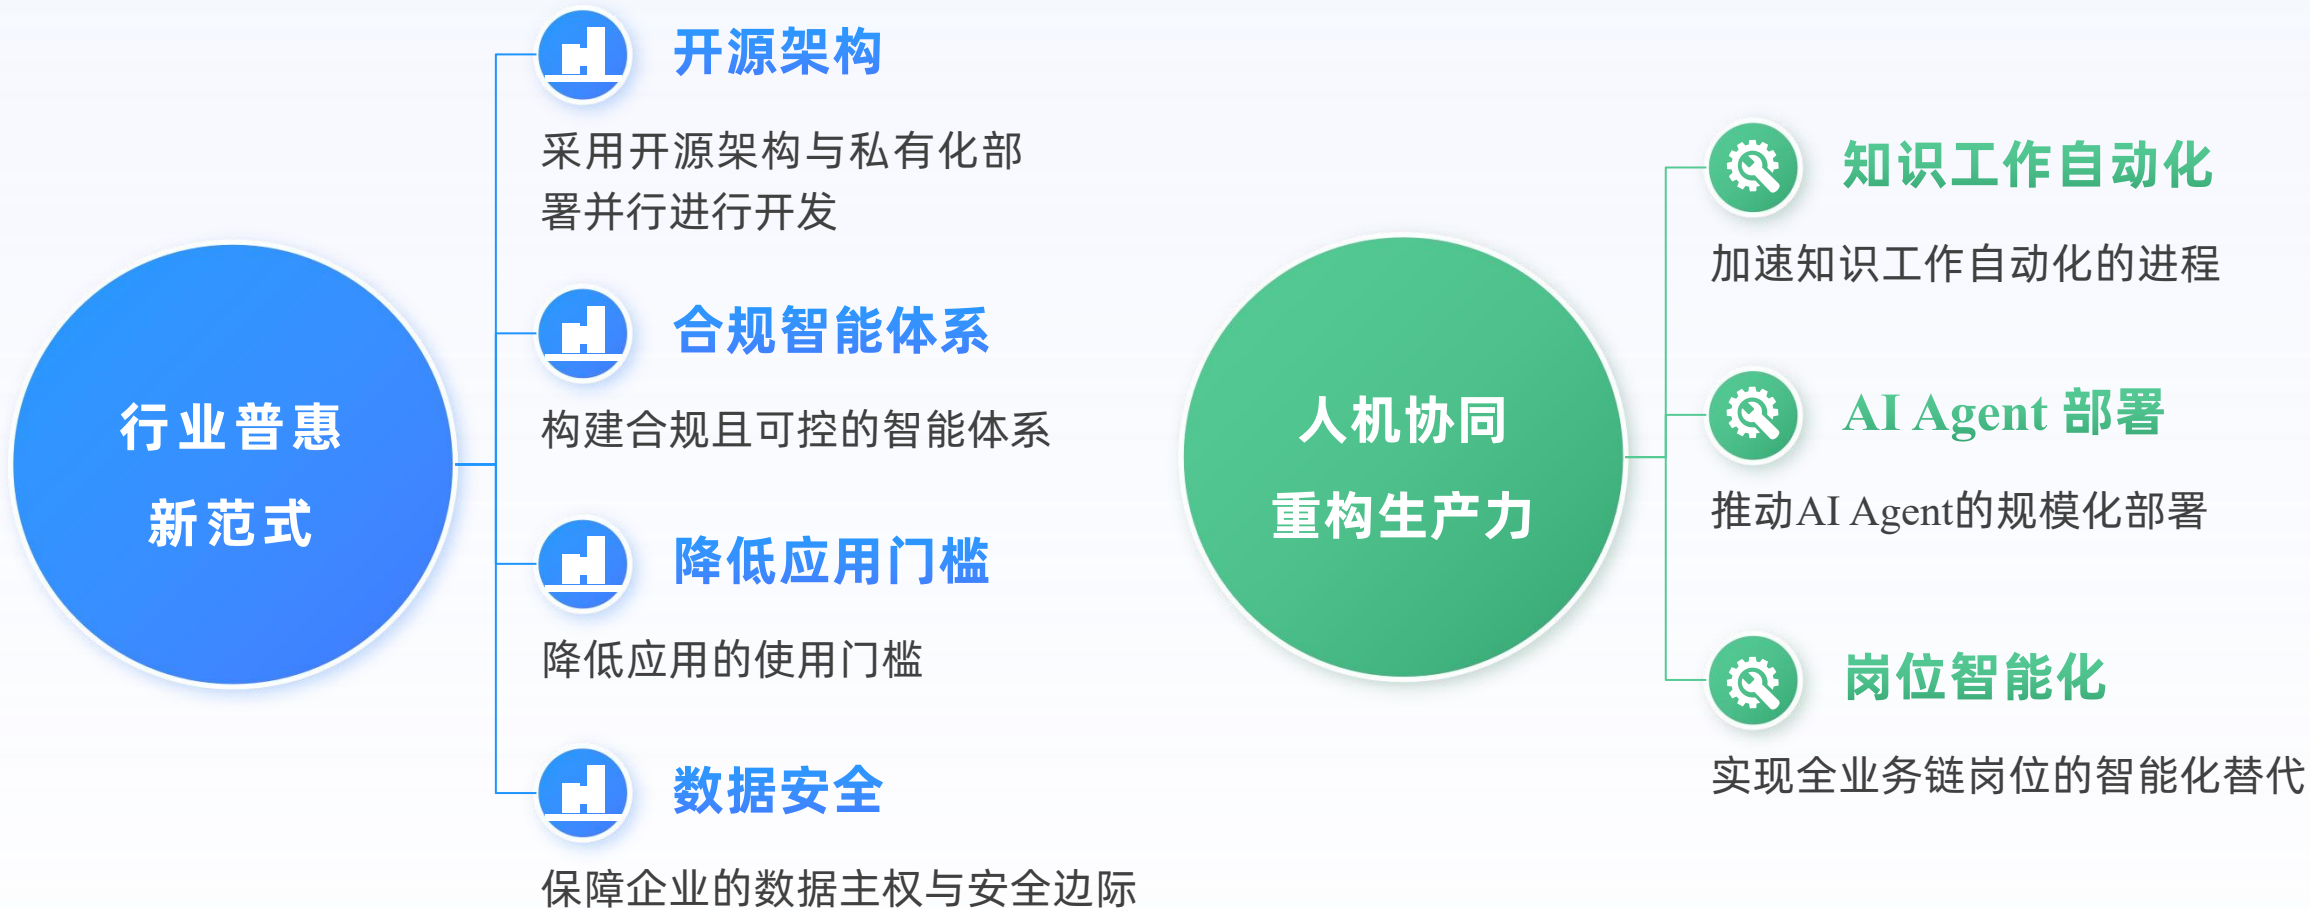 行业普惠
新范式
开源架构
采用开源架构与私有化部
署并行进行开发
合规智能体系
构建合规且可控的智能体系
降低应用门槛
降低应用的使用门槛
数据安全
保障企业的数据主权与安全边际
人机协同
重构生产力
知识工作自动化
加速知识工作自动化的进程
AI Agent 部署
推动AI Agent的规模化部署
岗位智能化
实现全业务链岗位的智能化替代